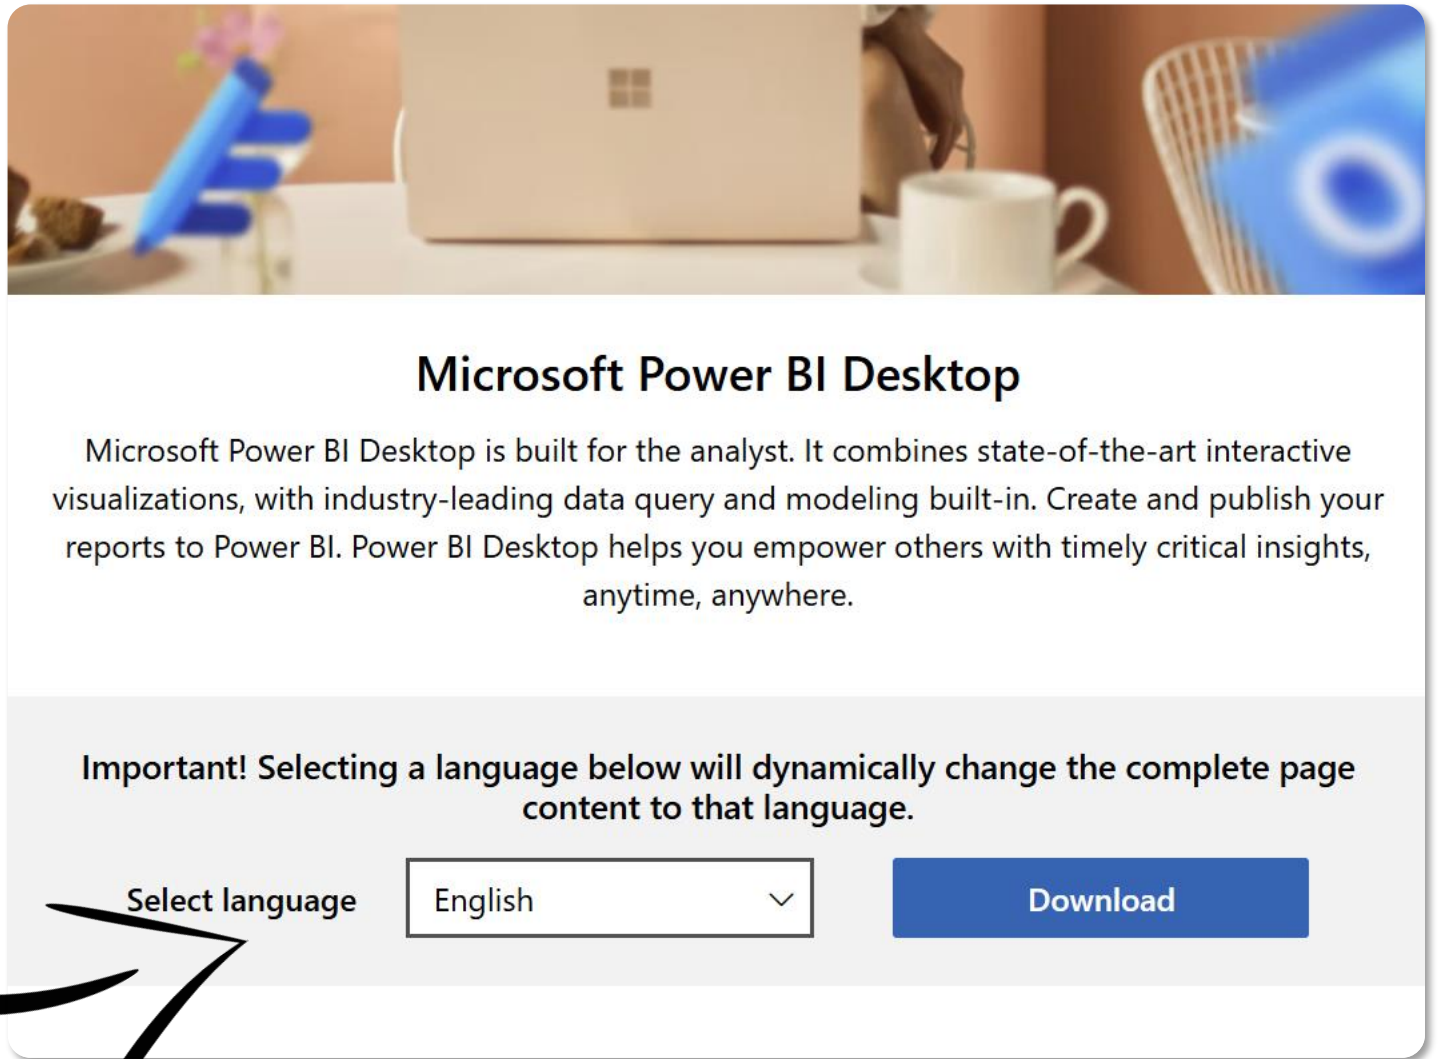 Microsoft Power BI Desktop
Microsoft Power BI Desktop is built for the analyst. It combines state-of-the-art interactive
visualizations, with industry-leading data query and modeling built-in. Create and publish your
reports to Power BI. Power BI Desktop helps you empower others with timely critical insights,
anytime, anywhere.
Important! Selecting a language below will dynamically change the complete page
content to that language.
Select language English Download